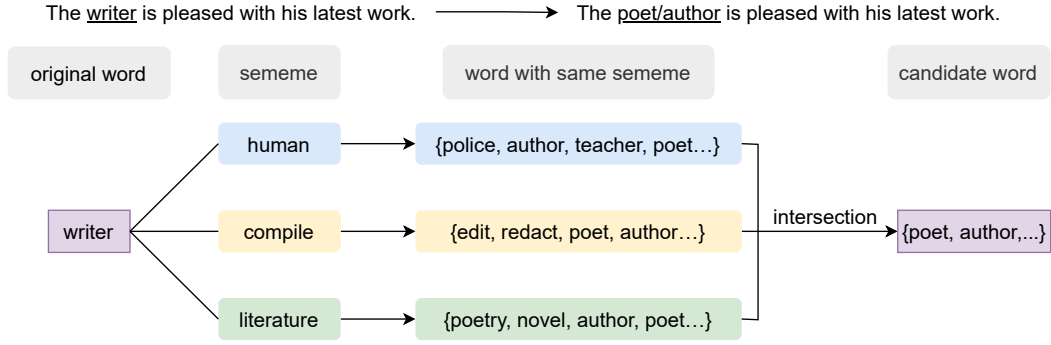 The writer is pleased with his latest work. The poet/author is pleased with his latest work.
original word sememe word with same sememe candidate word
human {police, author, teacher, poet…}
writer compile {edit, redact, poet, author…} intersection {poet, author,...}
literature {poetry, novel, author, poet…}